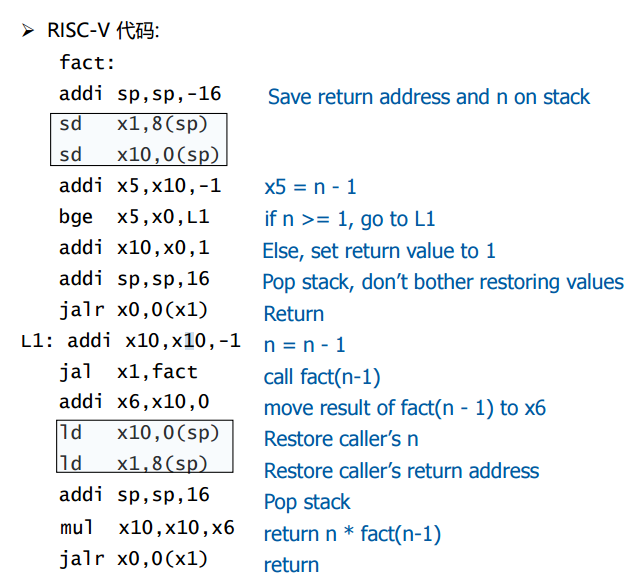 ➢ RISC-V 代码:
fact:
addi sp,sp,-16 Save return address and n on stack
sd x1,8(sp)
sd x10,0(sp)
addi x5,x10,-1 x5 = n - 1
bge x5,x0,L1 if n >= 1, go to L1
addi x10,x0,1 Else, set return value to 1
addi sp,sp,16 Pop stack, don’t bother restoring values
jalr x0,0(x1) Return
L1: addi x10,x10,-1 n = n - 1
jal x1,fact call fact(n-1)
addi x6,x10,0 move result of fact(n - 1) to x6
ld x10,0(sp) Restore caller’s n
ld x1,8(sp) Restore caller’s return address
addi sp,sp,16 Pop stack
mul x10,x10,x6 return n * fact(n-1)
jalr x0,0(x1) return